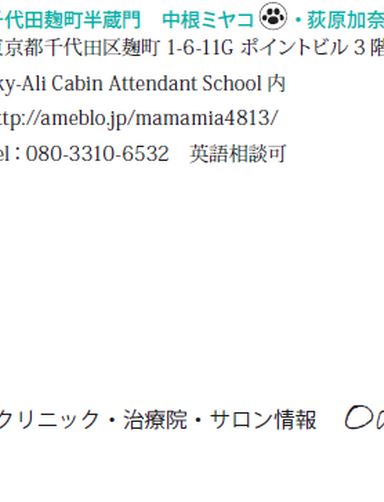 千代田麹町半蔵門　中根ミヤコ・荻原加奈
東京都千代田区麹町 1-6-11G ポイントビル 3 階
ky-Ali Cabin Attendant School 内
ttp://ameblo.jp/mamamia4813/
el：080-3310-6532　英語相談可
クリニック・治療院・サロン情報